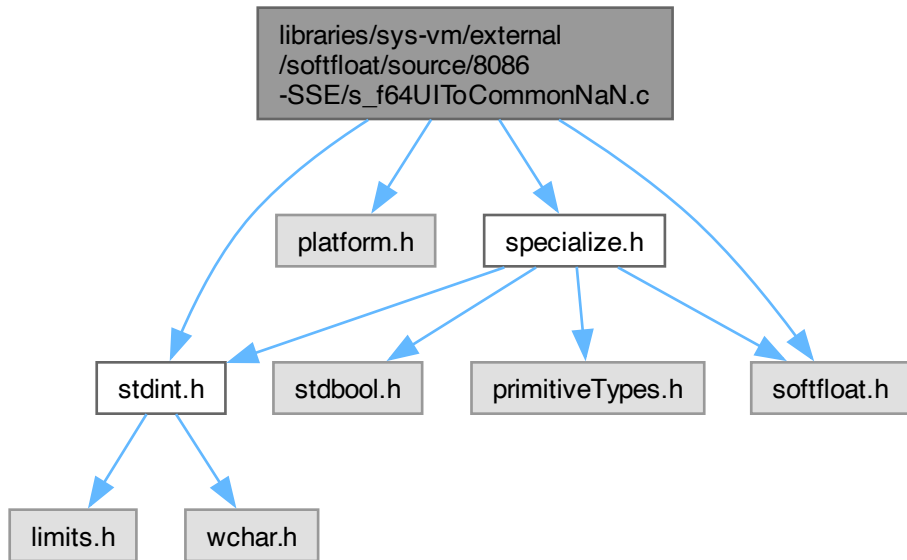 libraries/sys-vm/external
/softfloat/source/8086
-SSE/s_f64UIToCommonNaN.c
platform.h
specialize.h
stdint.h
stdbool.h
primitiveTypes.h
softfloat.h
limits.h
wchar.h